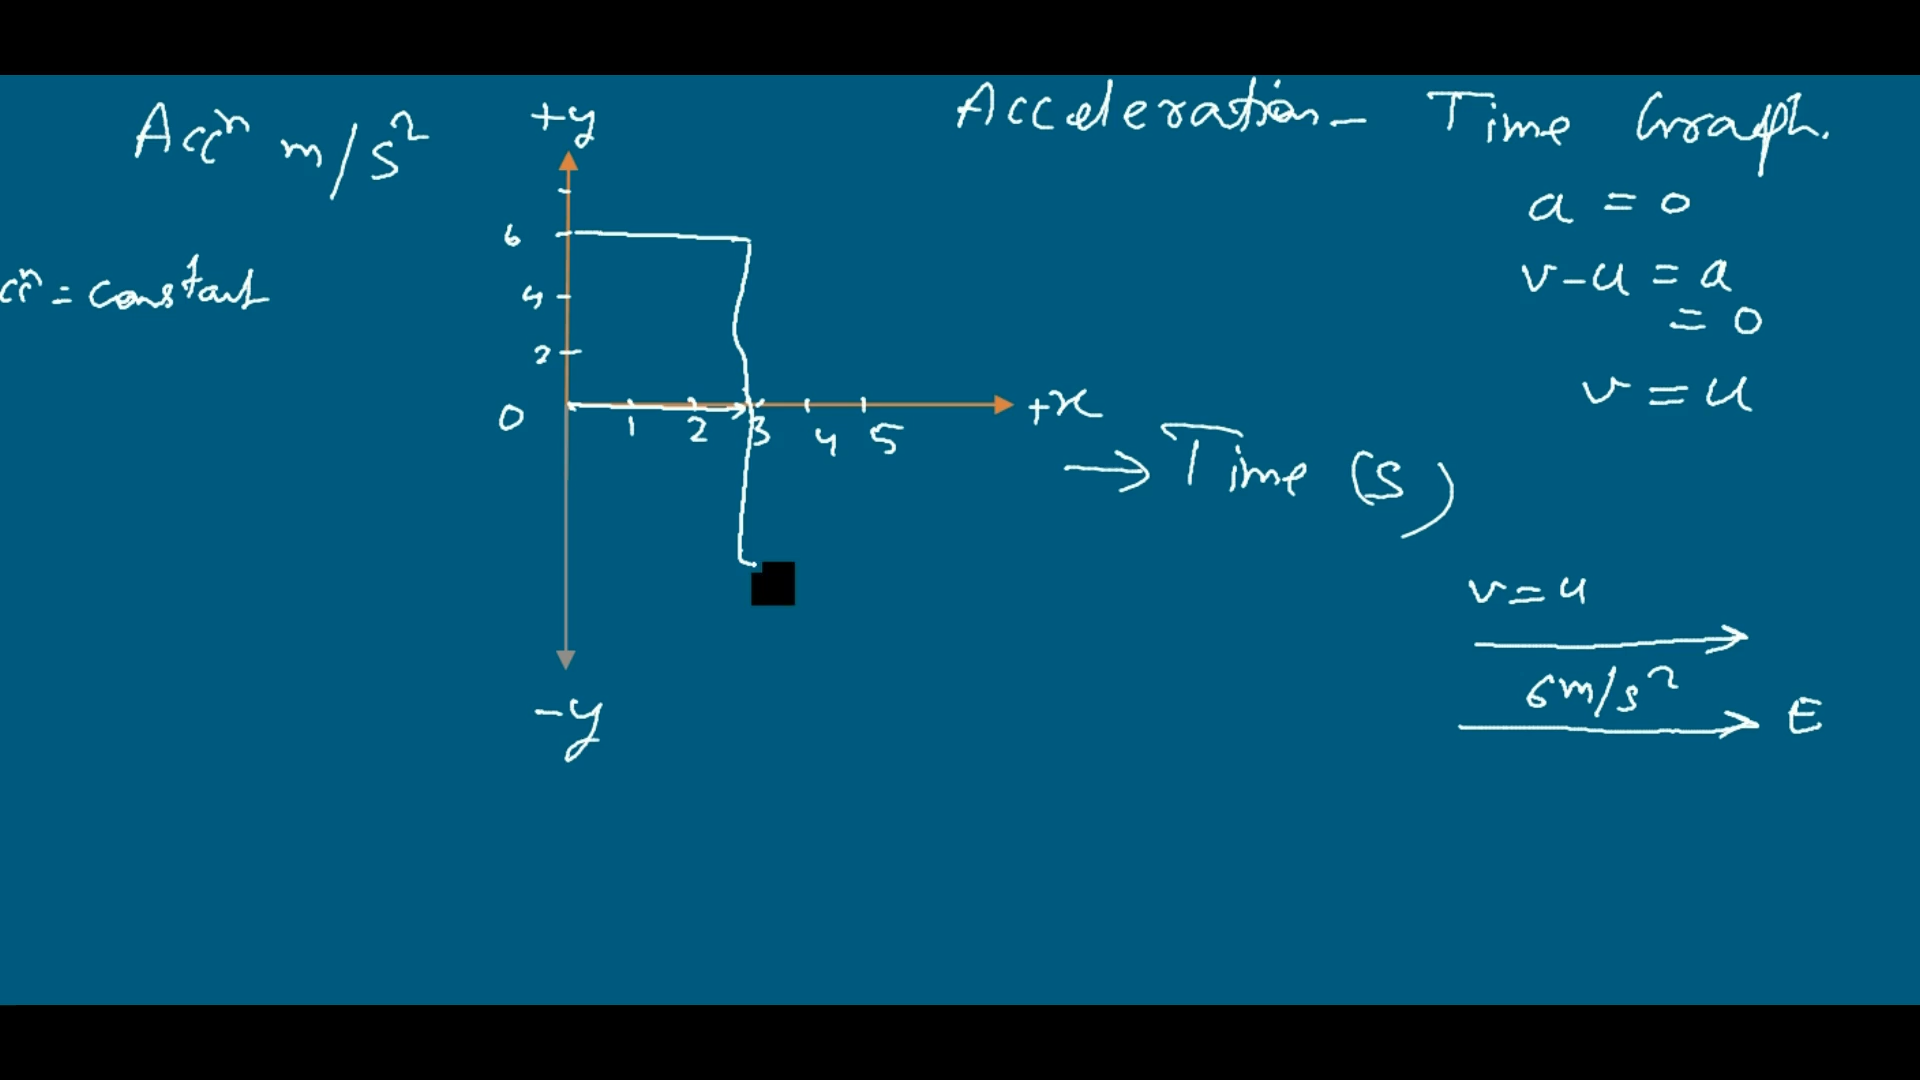 Accⁿ m/s²
+y
Acceleration - Time Graph.
a = 0
v-u = a
= 0
v = u
6
4
2
0
1 2 3 4 5
+x
→ Time (s)
ccⁿ = constant
v=u
6m/s²
E
-y